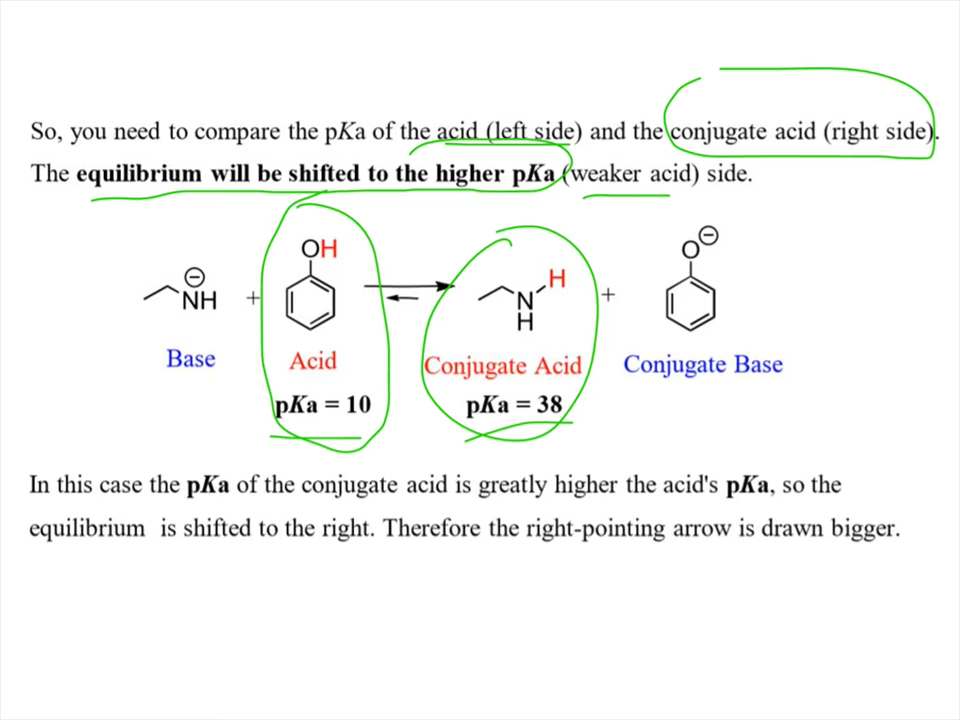 So, you need to compare the pKa of the acid (left side) and the conjugate acid (right side).
The equilibrium will be shifted to the higher pKa (weaker acid) side.
NH + OH N H H + O
Base Acid Conjugate Acid Conjugate Base
pKa = 10 pKa = 38
In this case the pKa of the conjugate acid is greatly higher the acid's pKa, so the
equilibrium is shifted to the right. Therefore the right-pointing arrow is drawn bigger.